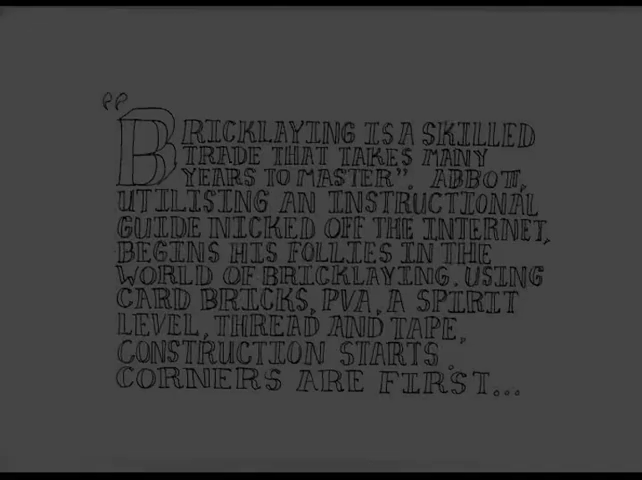 "BRICKLAYING IS A SKILLED
TRADE THAT TAKES MANY
YEARS TO MASTER". ABBOTT,
UTILISING AN INSTRUCTIONAL
GUIDE NICKED OFF THE INTERNET,
BEGINS HIS FOLLIES IN THE
WORLD OF BRICKLAYING. USING
CARD BRICKS, PVA, A SPIRIT
LEVEL, THREAD AND TAPE,
CONSTRUCTION STARTS.
CORNERS ARE FIRST...